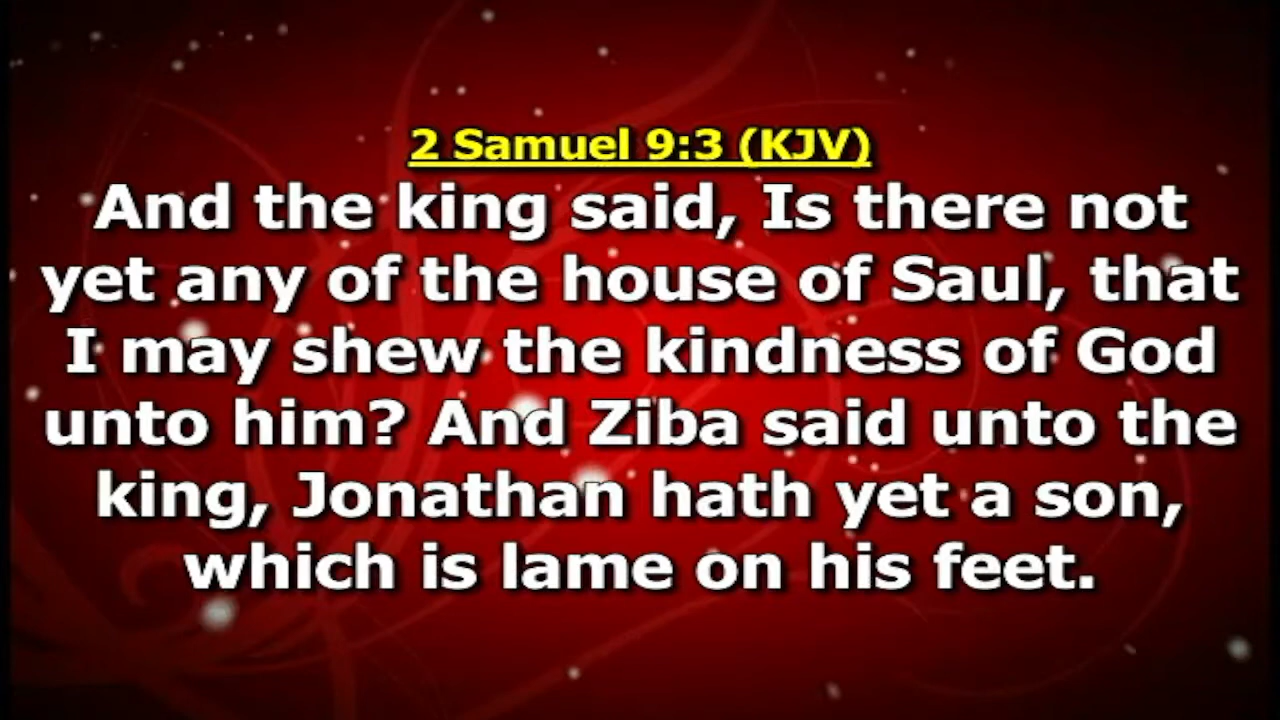 2 Samuel 9:3 (KJV)
And the king said, Is there not
yet any of the house of Saul, that
I may shew the kindness of God
unto him? And Ziba said unto the
king, Jonathan hath yet a son,
which is lame on his feet.